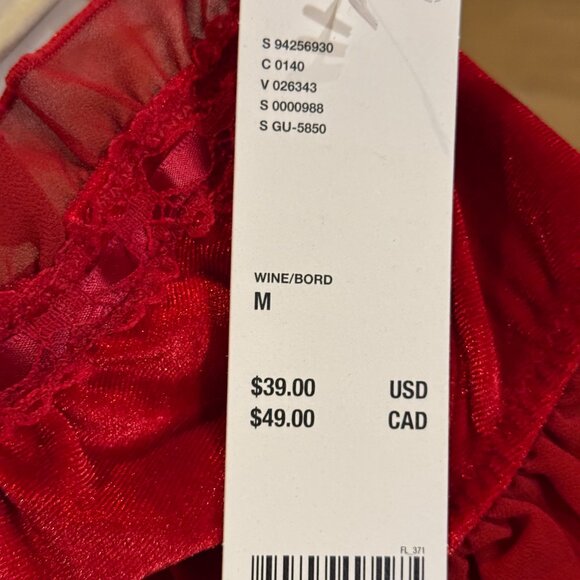 S 94256930
C 0140
V 026343
S 0000988
S GU-5850
WINE/BORD
M
$39.00 USD
$49.00 CAD
FL_371